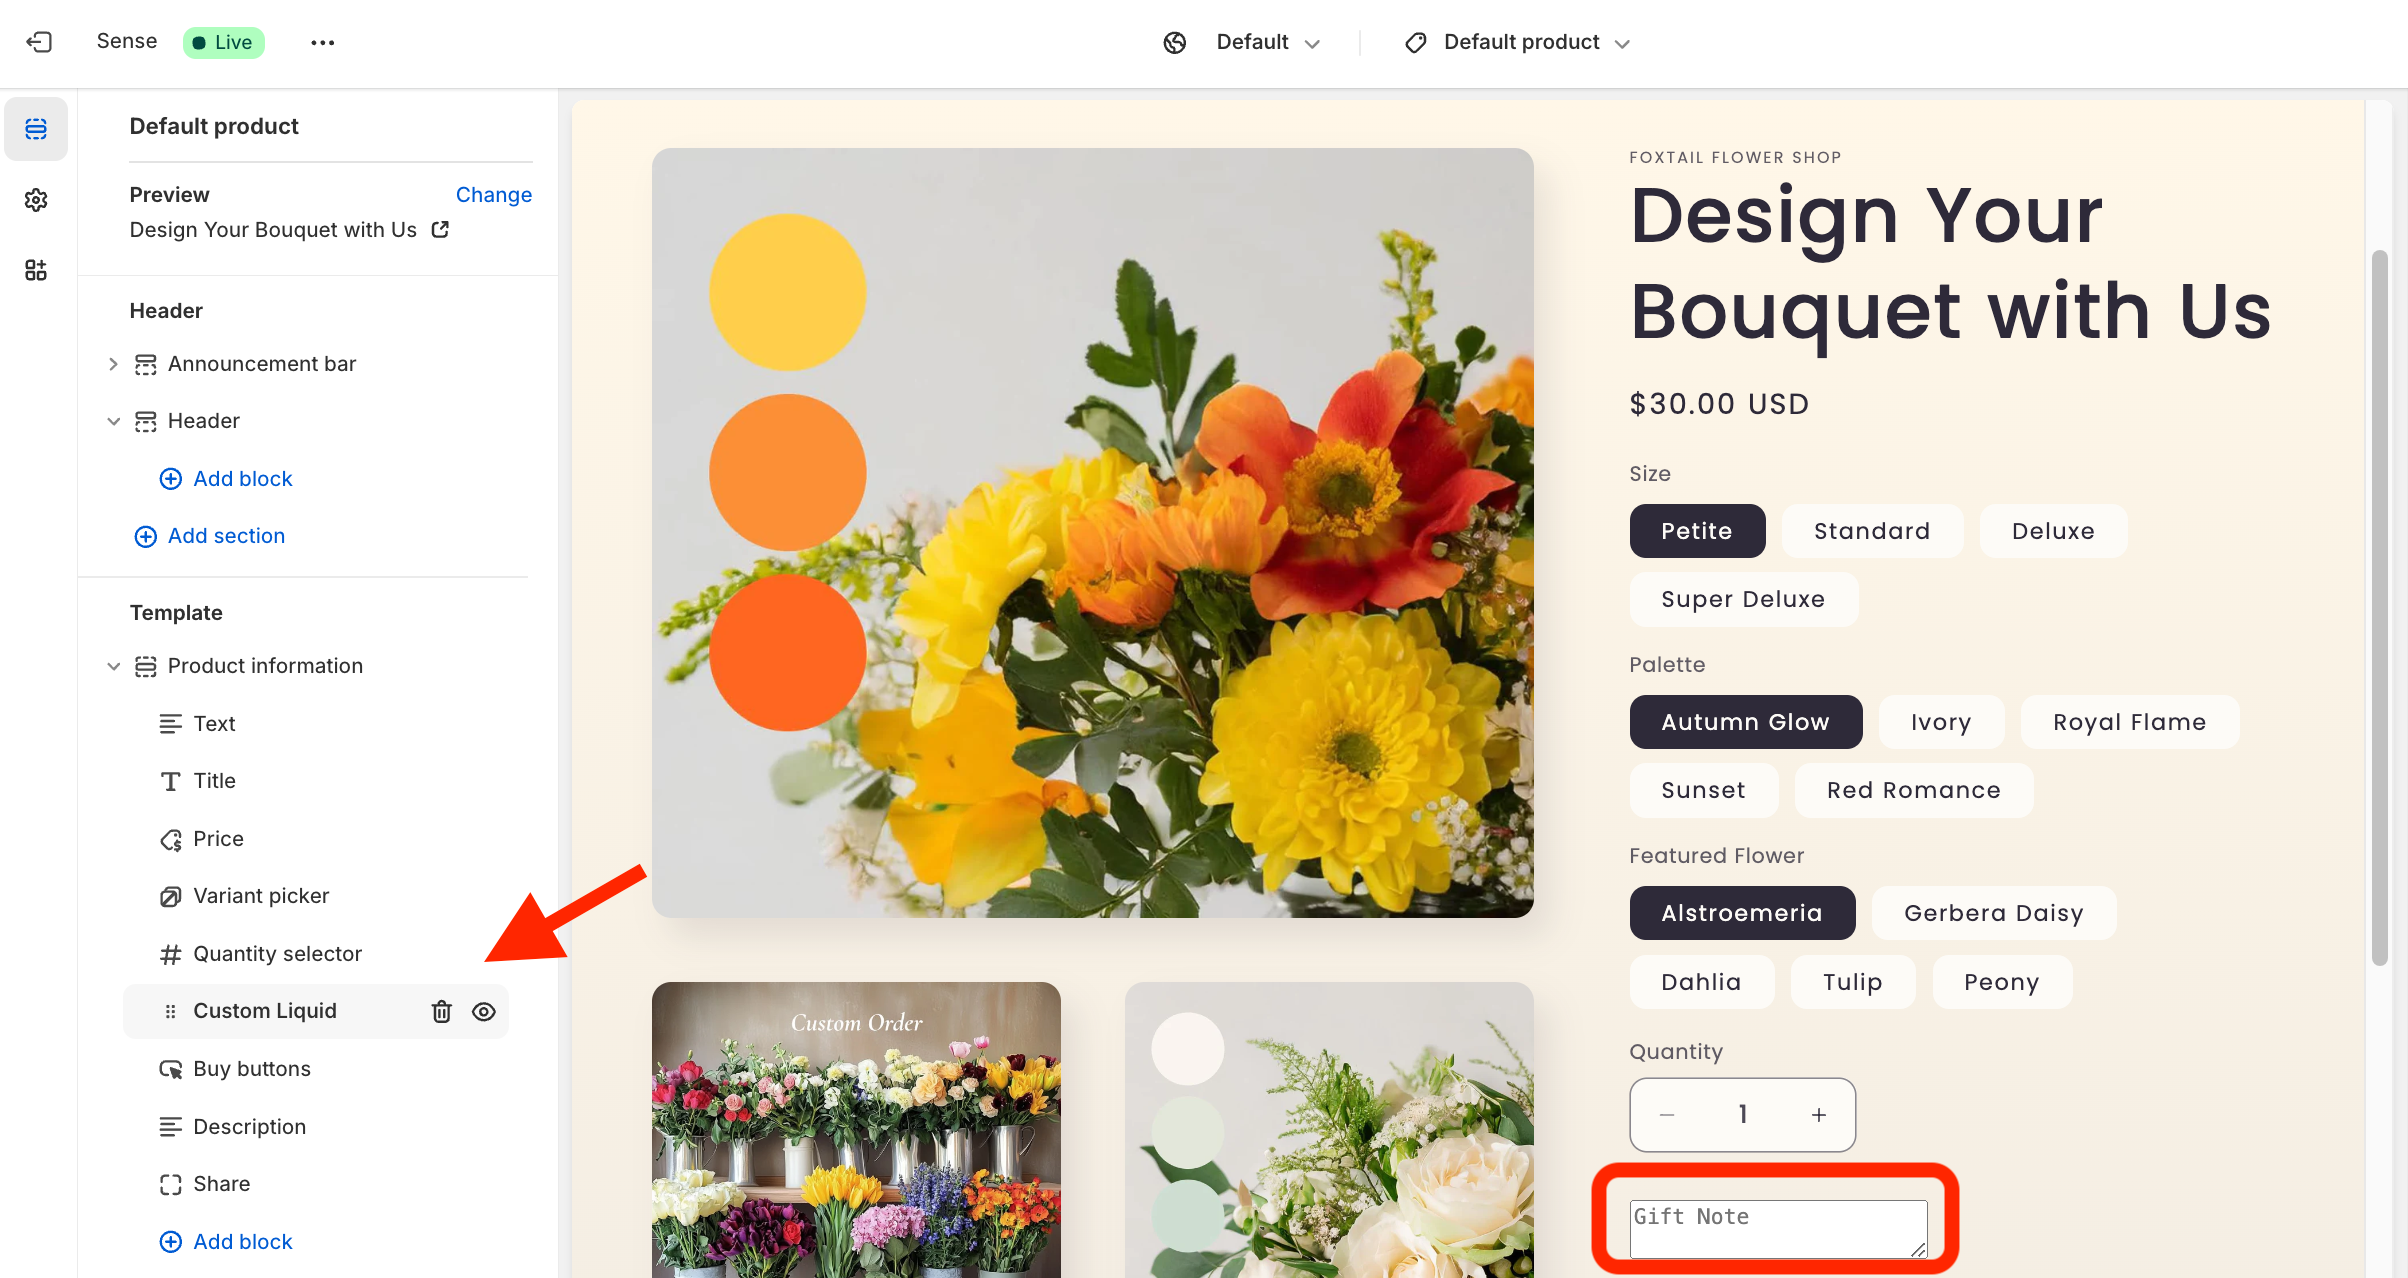 Sense
Live
Default
Default product
Default product
Preview
Change
Design Your Bouquet with Us
Header
Announcement bar
Header
Add block
Add section
Template
Product information
Text
Title
Price
Variant picker
Quantity selector
Custom Liquid
Buy buttons
Description
Share
Add block
Custom Order
FOXTAIL FLOWER SHOP
Design Your
Bouquet with Us
$30.00 USD
Size
Petite
Standard
Deluxe
Super Deluxe
Palette
Autumn Glow
Ivory
Royal Flame
Sunset
Red Romance
Featured Flower
Alstroemeria
Gerbera Daisy
Dahlia
Tulip
Peony
Quantity
1
Gift Note